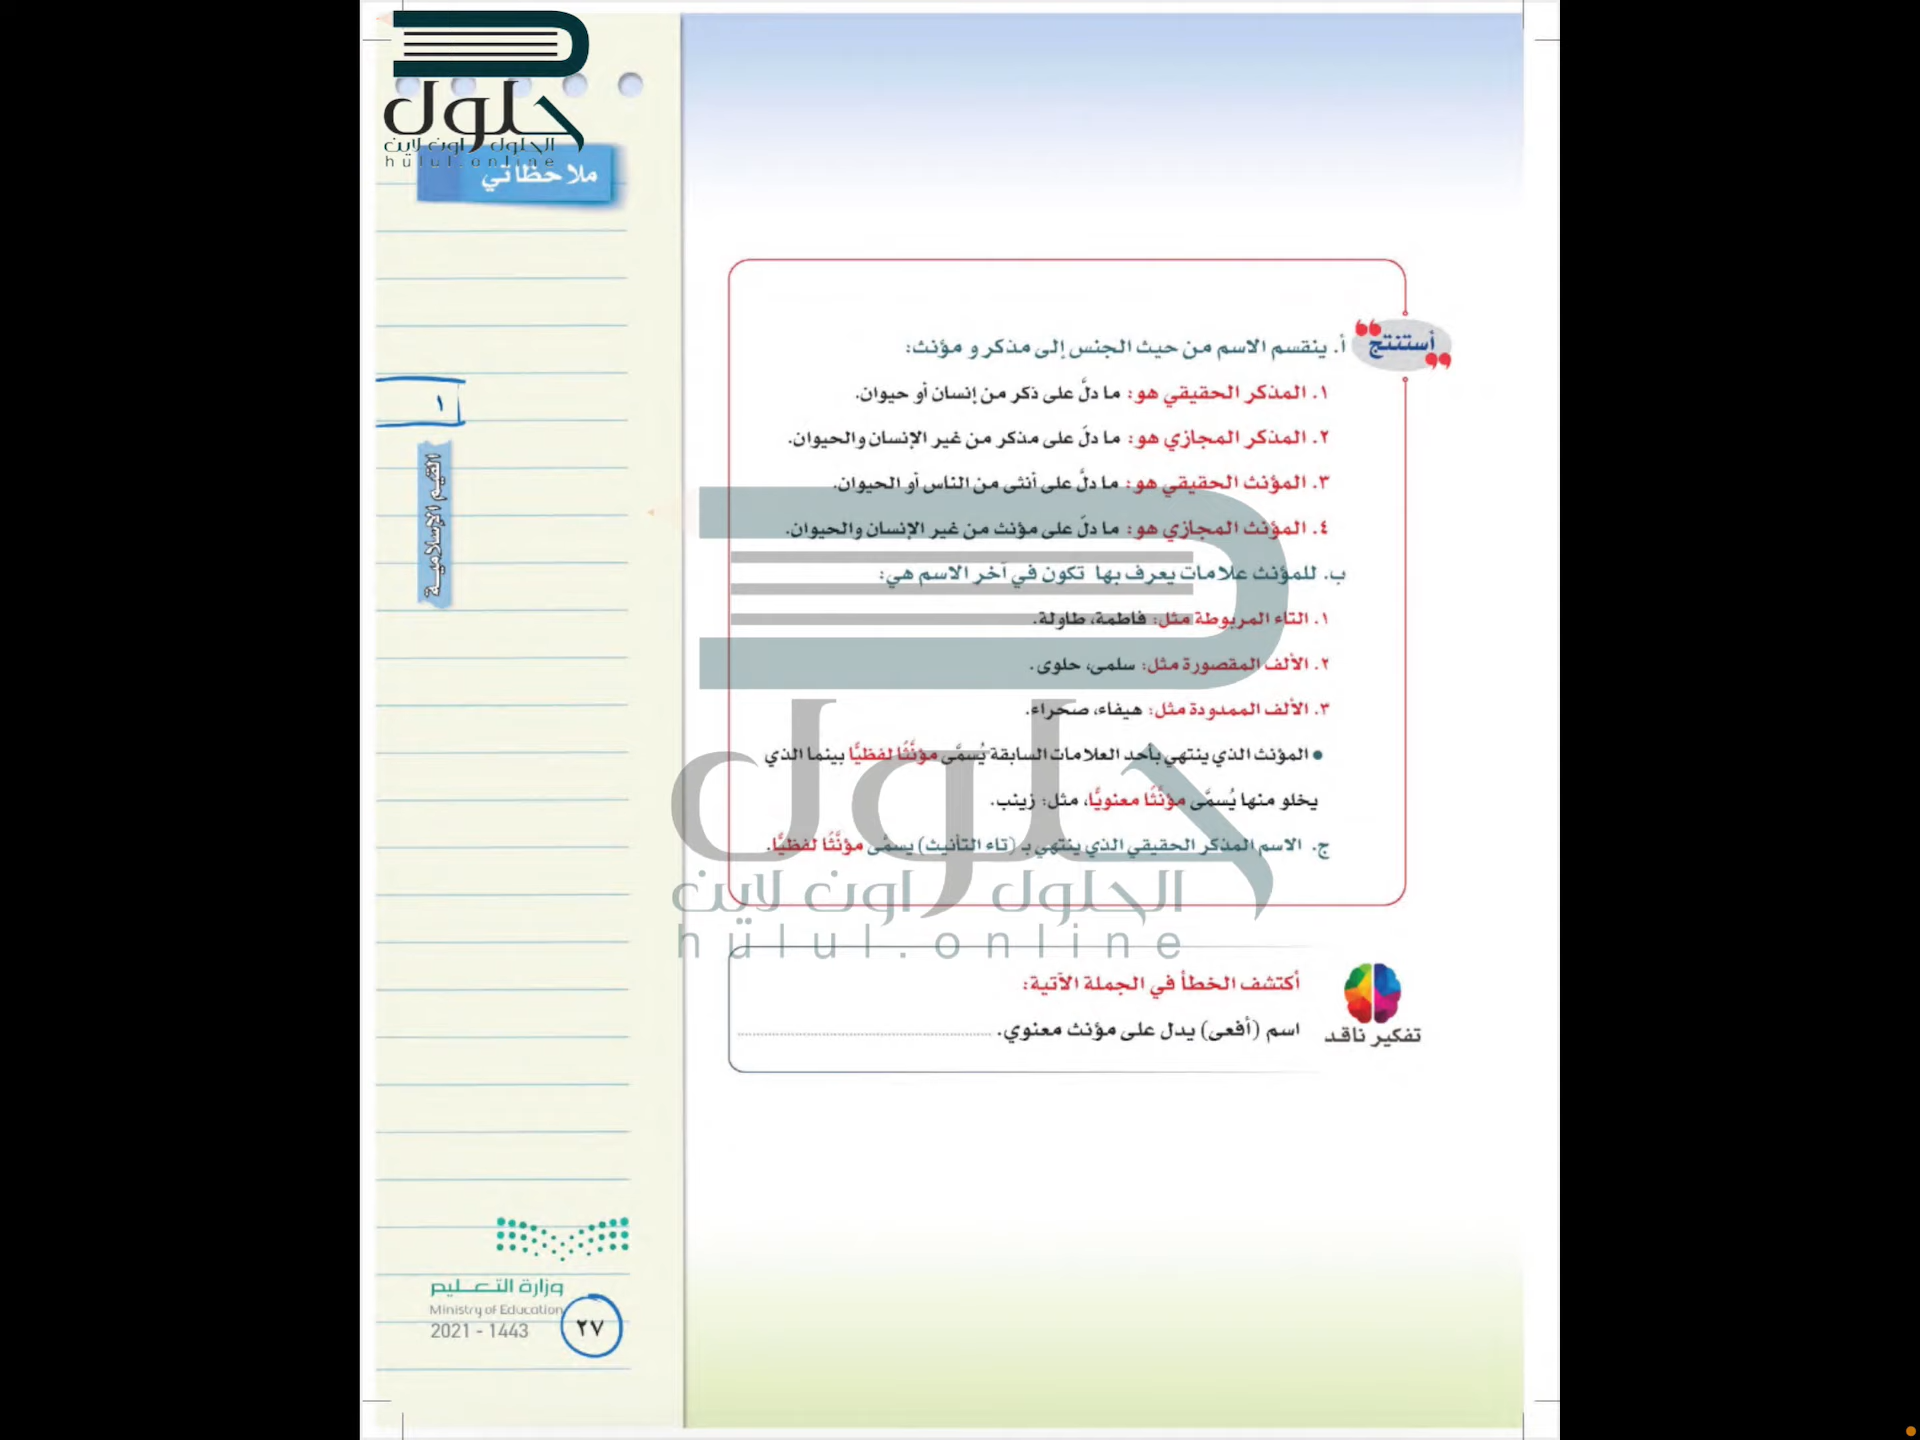 حلول
الحلول اون لاين
hulul.online
ملاحظاتي
١
القيم الإسلامية
أستنتج
أ. ينقسم الاسم من حيث الجنس إلى مذكر و مؤنث:
١. المذكر الحقيقي هو: ما دلَّ على ذكر من إنسان أو حيوان.
٢. المذكر المجازي هو: ما دلَ على مذكر من غير الإنسان والحيوان.
٣. المؤنث الحقيقي هو: ما دلَّ على أنثى من الناس أو الحيوان.
٤. المؤنث المجازي هو: ما دلّ على مؤنث من غير الإنسان والحيوان.
ب. للمؤنث علامات يعرف بها تكون في آخر الاسم هي:
١. التاء المربوطة مثل: فاطمة، طاولة.
٢. الألف المقصورة مثل: سلمى، حلوى.
٣. الألف الممدودة مثل: هيفاء، صحراء.
• المؤنث الذي ينتهي بأحد العلامات السابقة يُسمَّى مؤنَّثًا لفظيًّا بينما الذي
يخلو منها يُسمَّى مؤنَّثًا معنويًّا، مثل: زينب.
ج. الاسم المذكر الحقيقي الذي ينتهي بـ (تاء التأنيث) يسمَّى مؤنَّثًا لفظيًّا.
حلول
الحلول اون لاين
hulul.online
تفكير ناقد
أكتشف الخطأ في الجملة الآتية:
اسم (أفعى) يدل على مؤنث معنوي. ........................
وزارة التعليم
Ministry of Education
2021 - 1443
٢٧